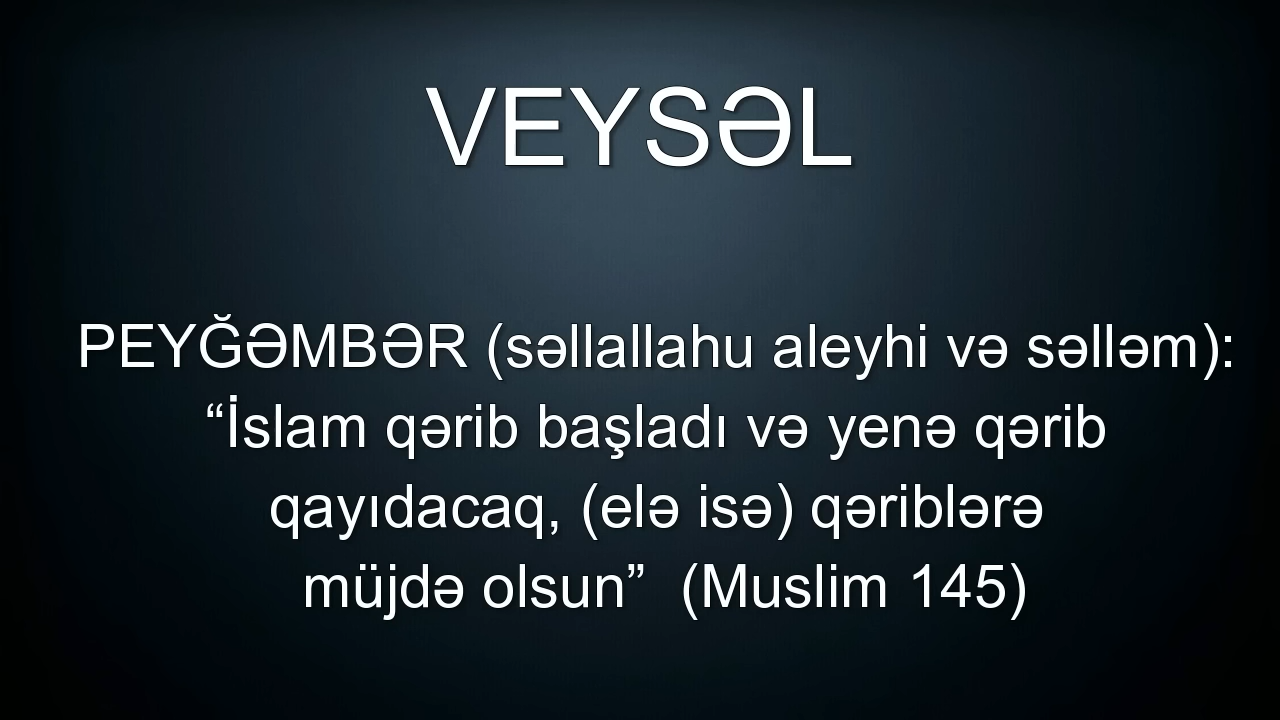 VEYSƏL
PEYĞƏMBƏR (səllallahu aleyhi və səlləm):
“İslam qərib başladı və yenə qərib
qayıdacaq, (elə isə) qəriblərə
müjdə olsun” (Muslim 145)